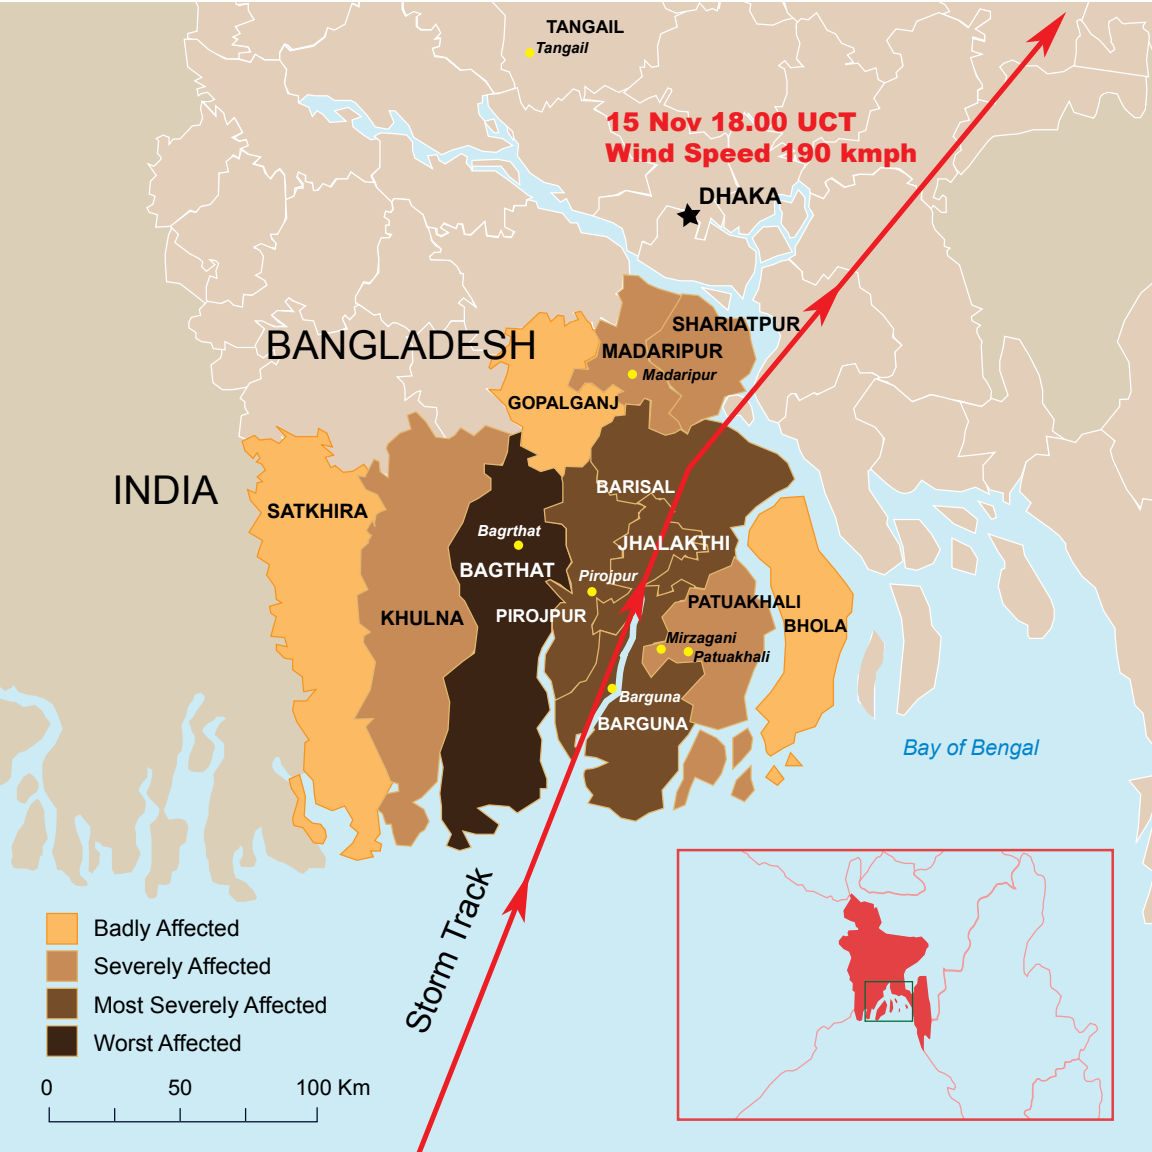 TANGAIL
Tangail
15 Nov 18.00 UCT
Wind Speed 190 kmph
DHAKA
BANGLADESH
SHARIATPUR
MADARIPUR
Madaripur
GOPALGANJ
INDIA
SATKHIRA
BARISAL
Bagrthat
JHALAKTHI
BAGTHAT
Pirojpur
KHULNA
PIROJPUR
PATUAKHALI
BHOLA
Mirzagani
Patuakhali
Barguna
BARGUNA
Bay of Bengal
Storm Track
Badly Affected
Severely Affected
Most Severely Affected
Worst Affected
0 50 100 Km